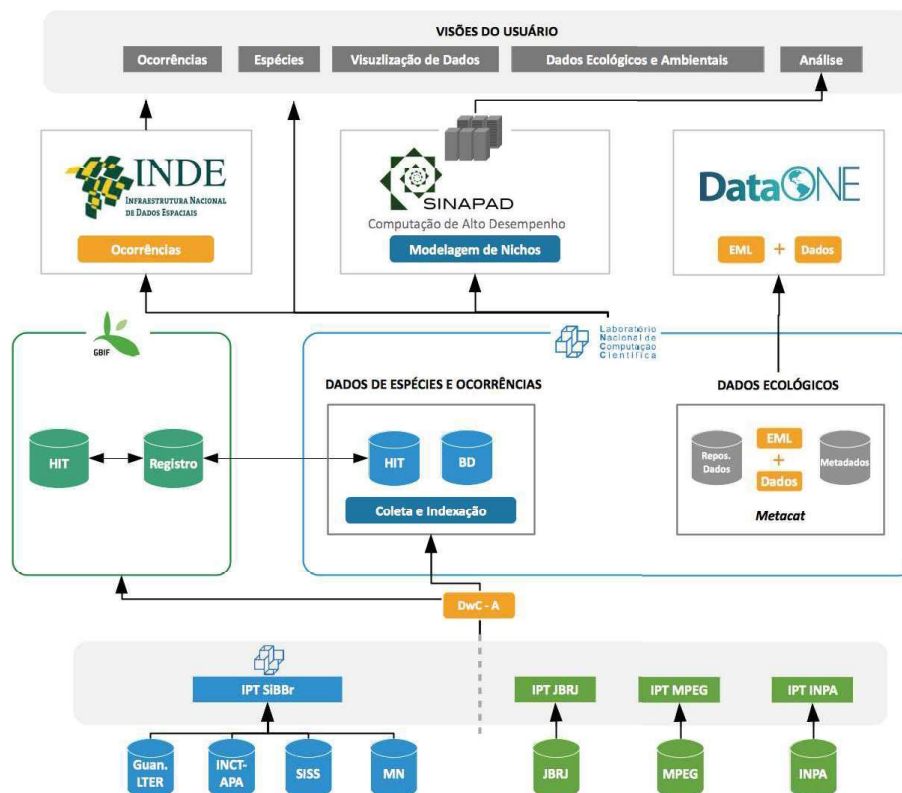 VISÕES DO USUÁRIO
Ocorrências
Espécies
Visuzlização de Dados
Dados Ecológicos e Ambientais
Análise
INDE
INFRAESTRUTURA NACIONAL
DE DADOS ESPACIAIS
Ocorrências
SINAPAD
Computação de Alto Desempenho
Modelagem de Nichos
DataONE
EML + Dados
GBIF
Laboratório
Nacional de
Computação
Científica
DADOS DE ESPÉCIES E OCORRÊNCIAS
DADOS ECOLÓGICOS
HIT
Registro
HIT
BD
Coleta e Indexação
Repos.
Dados
EML
+
Dados
Metadados
Metacat
DwC - A
IPT SiBBr
IPT JBRJ
IPT MPEG
IPT INPA
Guan.
LTER
INCT-
APA
SiSS
MN
JBRJ
MPEG
INPA